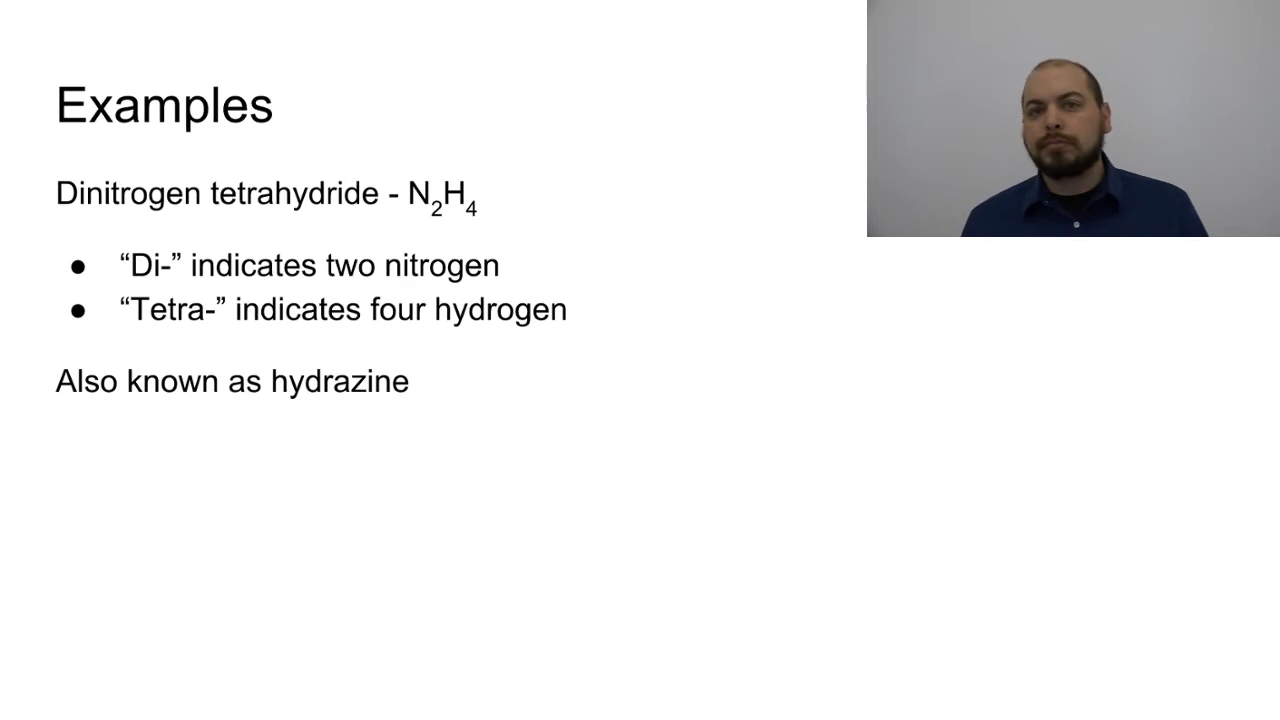 Examples
Dinitrogen tetrahydride - N₂H₄
● “Di-” indicates two nitrogen
● “Tetra-” indicates four hydrogen
Also known as hydrazine